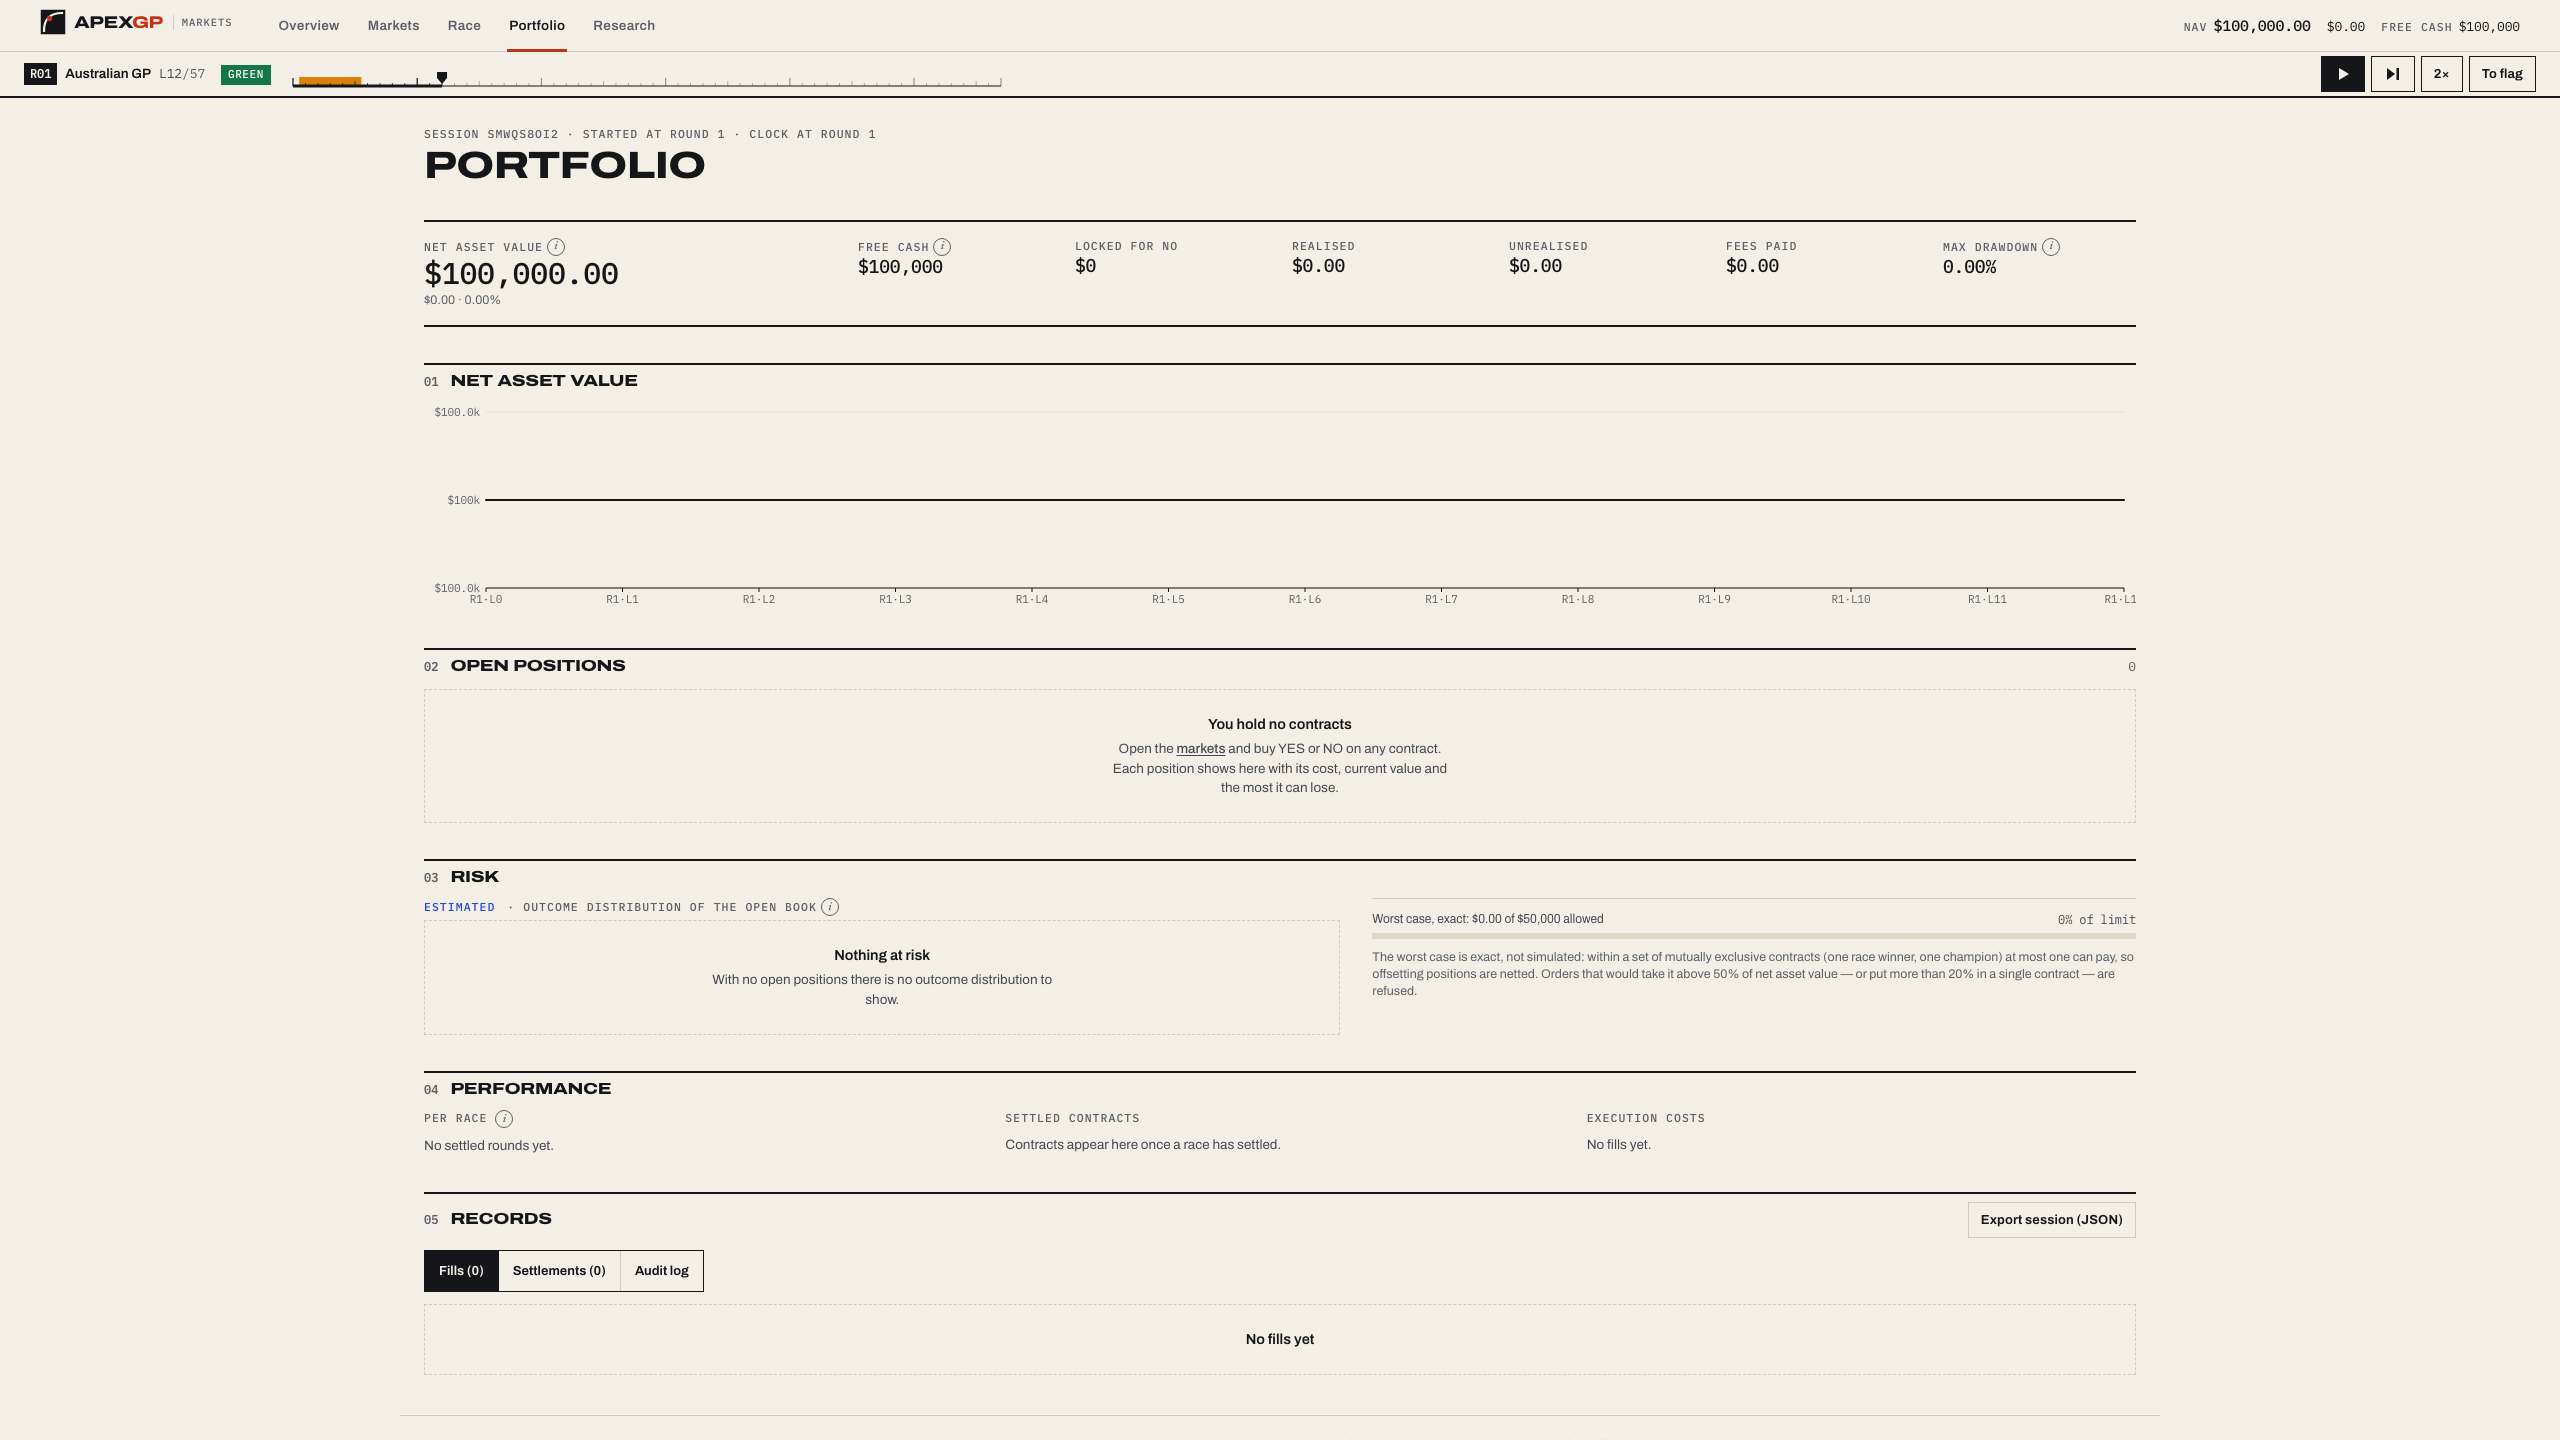 APEXGP MARKETS Overview Markets Race Portfolio Research NAV $100,000.00 $0.00 FREE CASH $100,000
R01 Australian GP L12/57 GREEN 2× To flag
SESSION SMWQS8OI2 · STARTED AT ROUND 1 · CLOCK AT ROUND 1
PORTFOLIO
NET ASSET VALUE i FREE CASH i LOCKED FOR NO REALISED UNREALISED FEES PAID MAX DRAWDOWN i
$100,000.00 $100,000 $0 $0.00 $0.00 $0.00 0.00%
$0.00 · 0.00%
01 NET ASSET VALUE
$100.0k
$100k
$100.0k
R1·L0 R1·L1 R1·L2 R1·L3 R1·L4 R1·L5 R1·L6 R1·L7 R1·L8 R1·L9 R1·L10 R1·L11 R1·L1
02 OPEN POSITIONS 0
You hold no contracts
Open the markets and buy YES or NO on any contract.
Each position shows here with its cost, current value and
the most it can lose.
03 RISK
ESTIMATED · OUTCOME DISTRIBUTION OF THE OPEN BOOK i
Nothing at risk
With no open positions there is no outcome distribution to
show.
Worst case, exact: $0.00 of $50,000 allowed 0% of limit
The worst case is exact, not simulated: within a set of mutually exclusive contracts (one race winner, one champion) at most one can pay, so
offsetting positions are netted. Orders that would take it above 50% of net asset value — or put more than 20% in a single contract — are
refused.
04 PERFORMANCE
PER RACE i SETTLED CONTRACTS EXECUTION COSTS
No settled rounds yet. Contracts appear here once a race has settled. No fills yet.
05 RECORDS Export session (JSON)
Fills (0) Settlements (0) Audit log
No fills yet